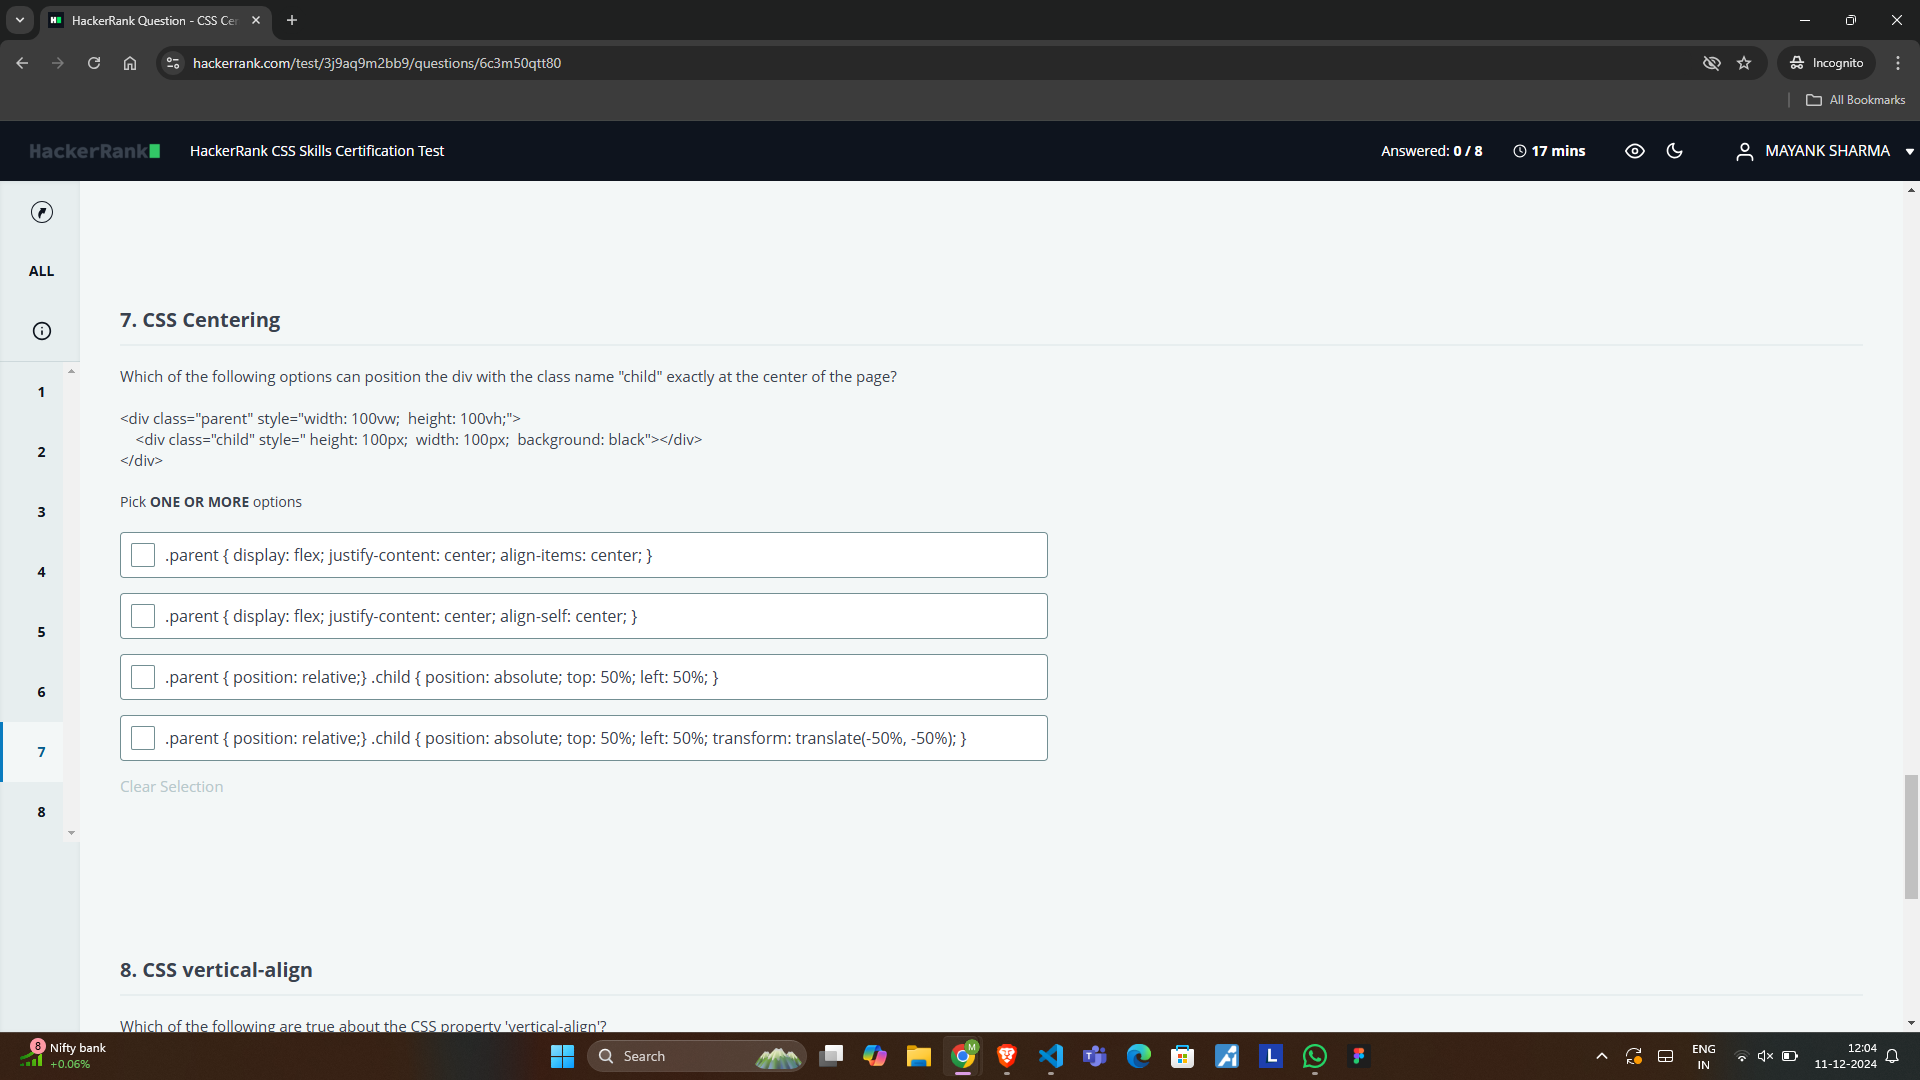 HackerRank Question - CSS Cer
hackerrank.com/test/3j9aq9m2bb9/questions/6c3m50qtt80
Incognito
All Bookmarks
HackerRank
HackerRank CSS Skills Certification Test
Answered: 0 / 8
17 mins
MAYANK SHARMA
ALL
1
2
3
4
5
6
7
8
7. CSS Centering
Which of the following options can position the div with the class name "child" exactly at the center of the page?
<div class="parent" style="width: 100vw;  height: 100vh;">
<div class="child" style=" height: 100px;  width: 100px;  background: black"></div>
</div>
Pick ONE OR MORE options
.parent { display: flex; justify-content: center; align-items: center; }
.parent { display: flex; justify-content: center; align-self: center; }
.parent { position: relative;} .child { position: absolute; top: 50%; left: 50%; }
.parent { position: relative;} .child { position: absolute; top: 50%; left: 50%; transform: translate(-50%, -50%); }
Clear Selection
8. CSS vertical-align
Which of the following are true about the CSS property 'vertical-align'?
8
Nifty bank
+0.06%
Search
M
L
ENG
IN
12:04
11-12-2024